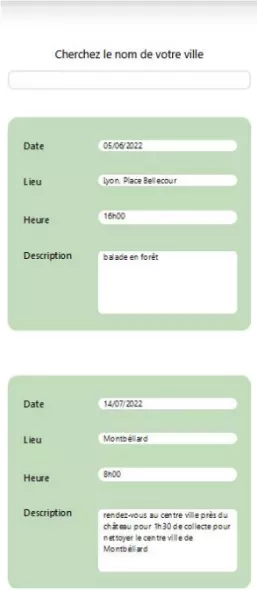 Cherchez le nom de votre ville
Date 05/06/2022
Lieu Lyon, Place Bellecour
Heure 16h00
Description balade en forêt
Date 14/07/2022
Lieu Montbéliard
Heure 8h00
Description rendez-vous au centre ville près du
château pour 1h30 de collecte pour
nettoyer le centre ville de
Montbéliard